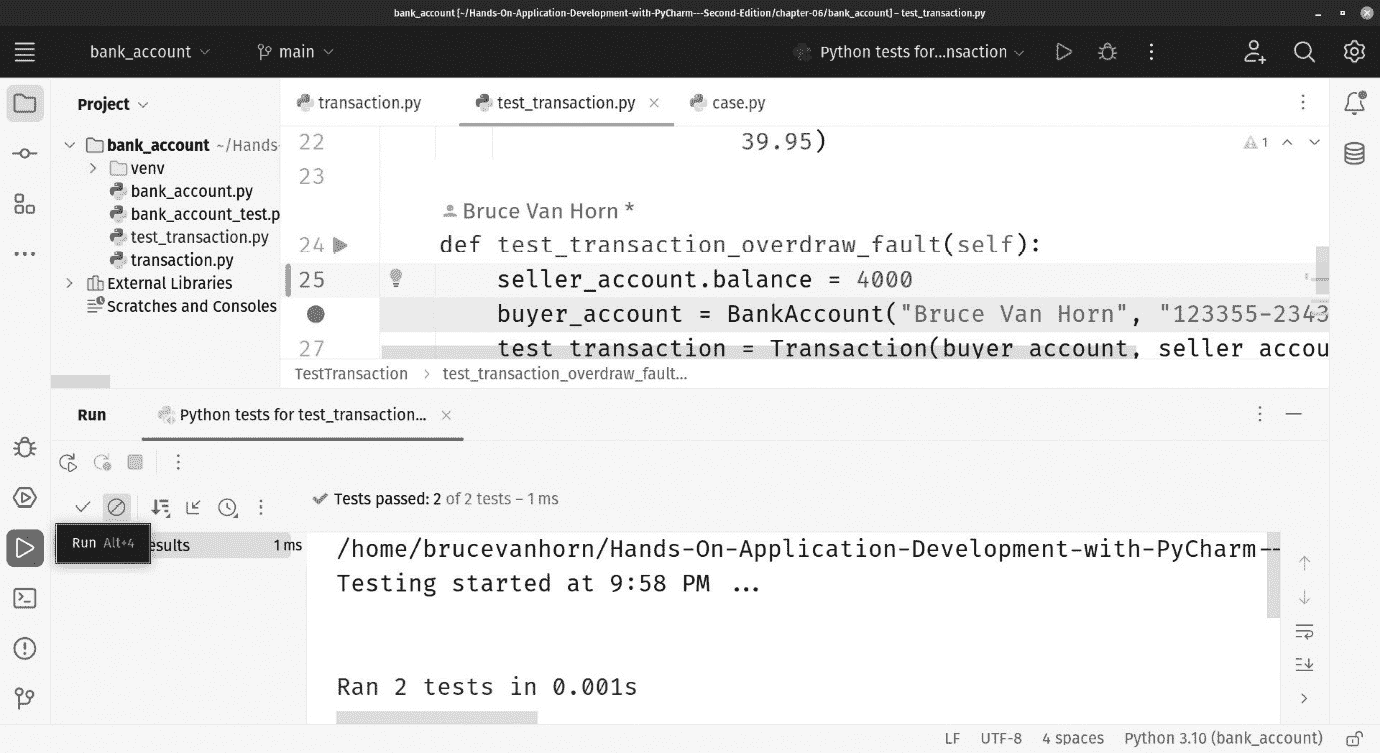 bank_account [~/Hands-On-Application-Development-with-PyCharm---Second-Edition/chapter-06/bank_account] – test_transaction.py
bank_account
main
Python tests for...nsaction
Project
transaction.py
test_transaction.py
case.py
bank_account ~/Hands-
venv
bank_account.py
bank_account_test.p
test_transaction.py
transaction.py
External Libraries
Scratches and Consoles
22 39.95)
1
23
Bruce Van Horn *
24 def test_transaction_overdraw_fault(self):
25 seller_account.balance = 4000
buyer_account = BankAccount("Bruce Van Horn", "123355-2343
27 test transaction = Transaction(buyer account, seller accou
TestTransaction > test_transaction_overdraw_fault...
Run
Python tests for test_transaction...
Tests passed: 2 of 2 tests – 1 ms
Run Alt+4
esults 1 ms
/home/brucevanhorn/Hands-On-Application-Development-with-PyCharm--
Testing started at 9:58 PM ...
Ran 2 tests in 0.001s
LF UTF-8 4 spaces Python 3.10 (bank_account)